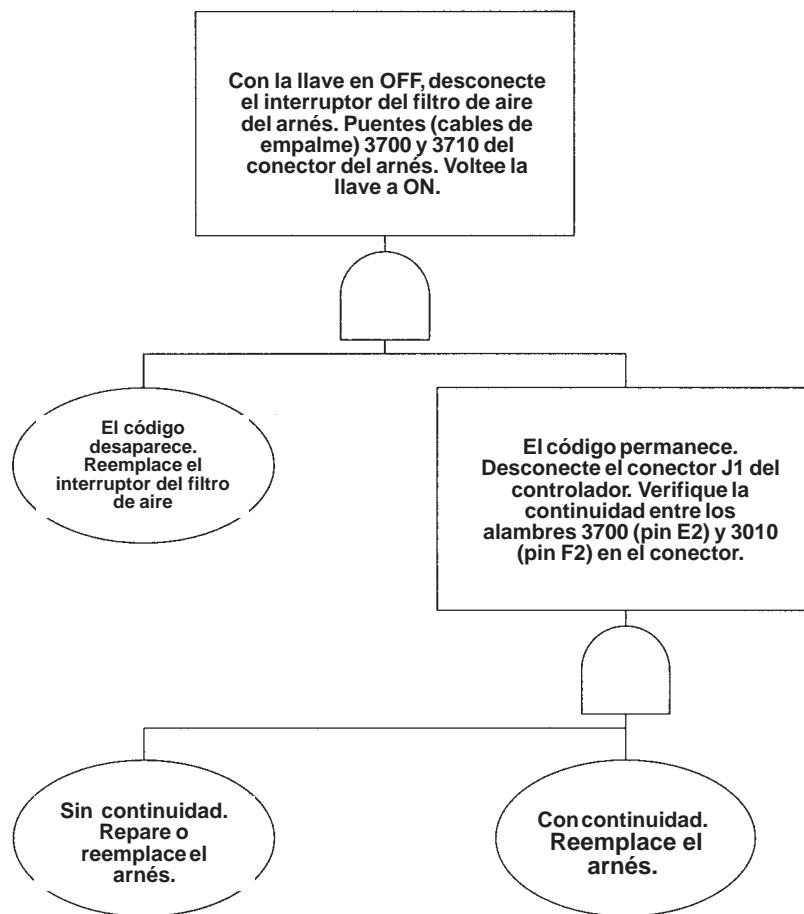 Con la llave en OFF, desconecte
el interruptor del filtro de aire
del arnés. Puentes (cables de
empalme) 3700 y 3710 del
conector del arnés. Voltee la
llave a ON.
El código
desaparece.
Reemplace el
interruptor del filtro
de aire
El código permanece.
Desconecte el conector J1 del
controlador. Verifique la
continuidad entre los
alambres 3700 (pin E2) y 3010
(pin F2) en el conector.
Sin continuidad.
Repare o
reemplace el
arnés.
Con continuidad.
Reemplace el
arnés.